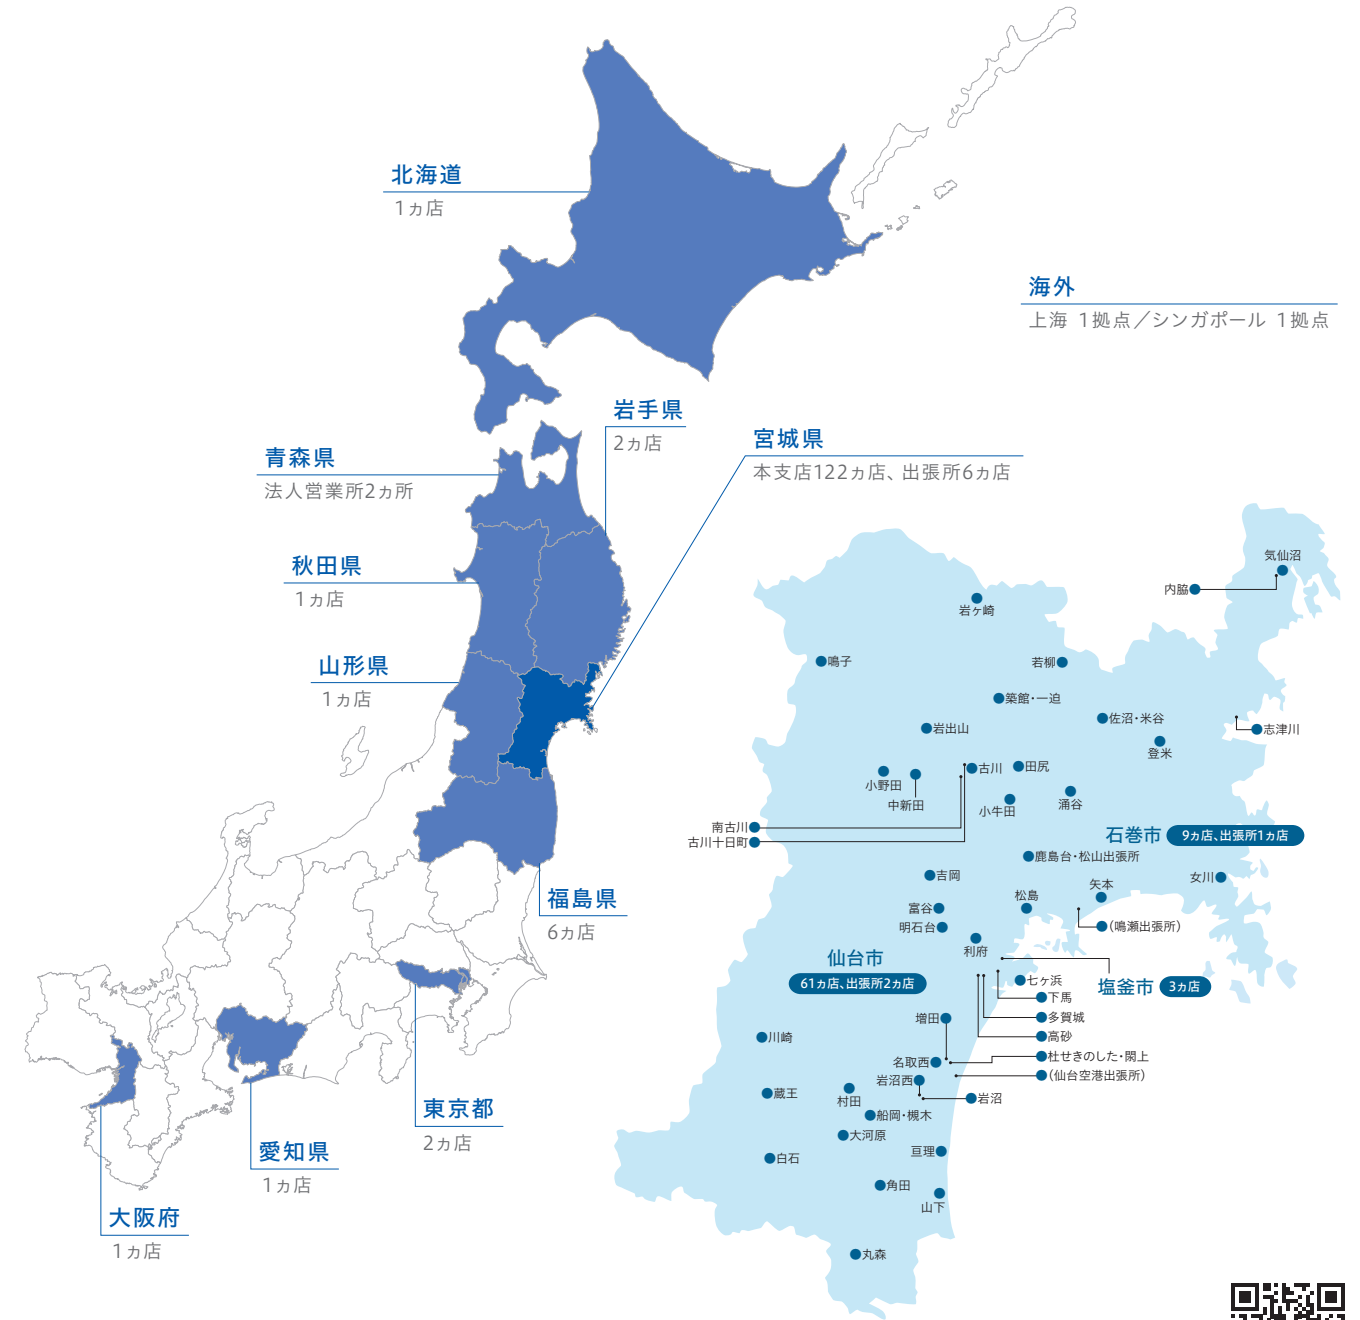 北海道
1ヵ店
海外
上海 1拠点／シンガポール 1拠点
岩手県
2ヵ店
宮城県
本支店122ヵ店、出張所6ヵ店
青森県
法人営業所2ヵ所
秋田県
1ヵ店
山形県
1ヵ店
福島県
6ヵ店
東京都
2ヵ店
愛知県
1ヵ店
大阪府
1ヵ店
気仙沼
内脇
岩ヶ崎
鳴子
若柳
築館・一迫
佐沼・米谷
志津川
岩出山
登米
古川
田尻
小野田
中新田
小牛田
涌谷
南古川
古川十日町
石巻市
9ヵ店、出張所1ヵ店
鹿島台・松山出張所
吉岡
女川
矢本
松島
富谷
明石台
（鳴瀬出張所）
利府
仙台市
61ヵ店、出張所2ヵ店
七ヶ浜
塩釜市
3ヵ店
下馬
多賀城
増田
高砂
川崎
杜せきのした・閖上
名取西
（仙台空港出張所）
岩沼西
岩沼
蔵王
村田
船岡・槻木
大河原
亘理
白石
角田
山下
丸森